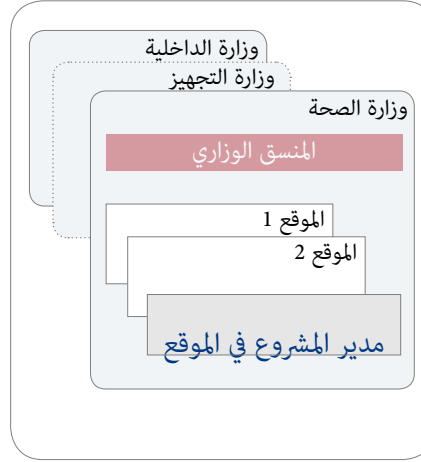 وزارة الداخلية
وزارة التجهيز
وزارة الصحة
المنسق الوزاري
الموقع 1
الموقع 2
مدير المشروع في الموقع